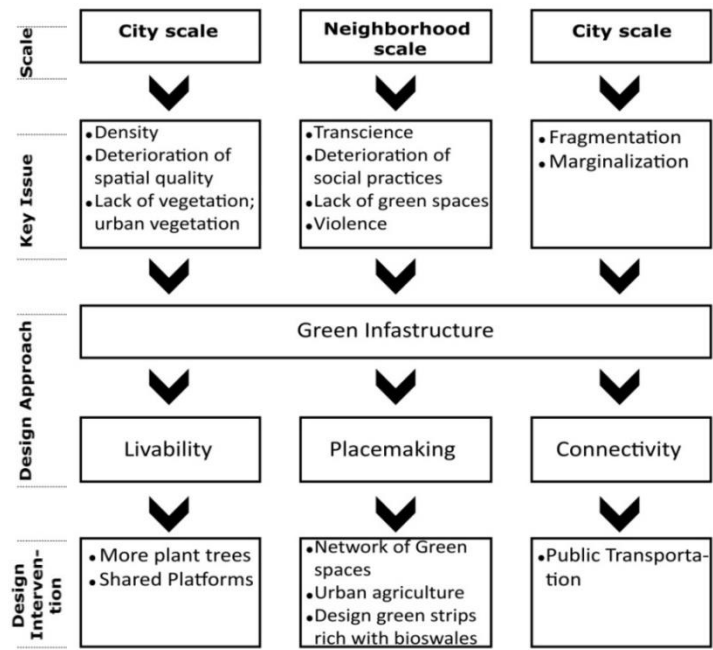 Scale
City scale
Neighborhood
scale
City scale
Key Issue
• Density
• Deterioration of
spatial quality
• Lack of vegetation;
urban vegetation
• Transcience
• Deterioration of
social practices
• Lack of green spaces
• Violence
• Fragmentation
• Marginalization
Design Approach
Green Infastructure
Livability
Placemaking
Connectivity
Design
Interven-
tion
• More plant trees
• Shared Platforms
• Network of Green
spaces
• Urban agriculture
• Design green strips
rich with bioswales
• Public Transporta-
tion